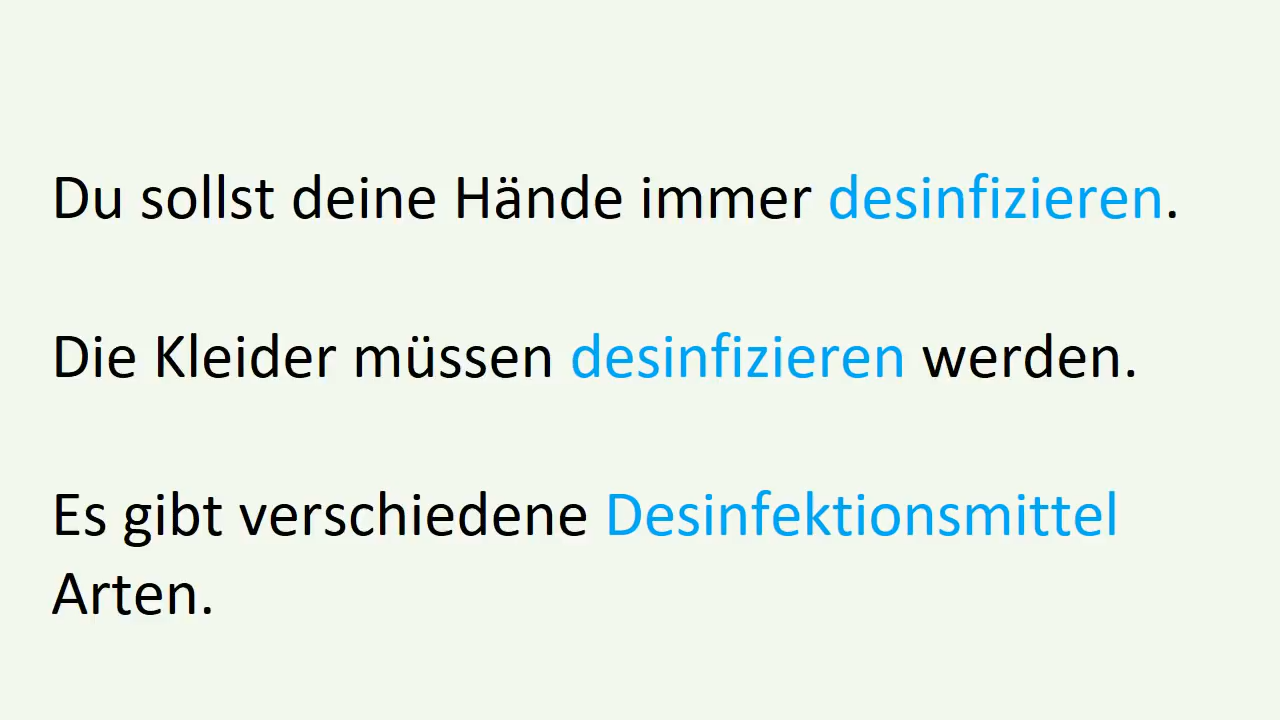 Du sollst deine Hände immer desinfizieren.
Die Kleider müssen desinfizieren werden.
Es gibt verschiedene Desinfektionsmittel
Arten.